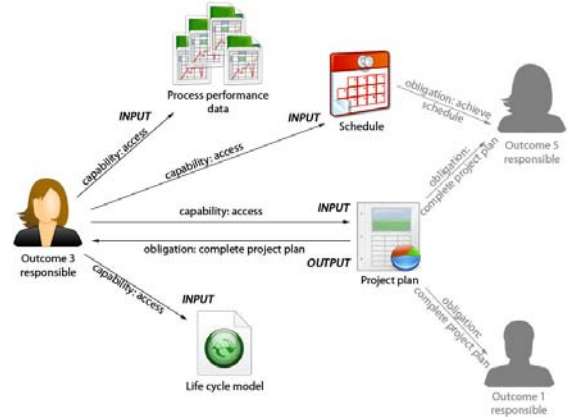 Process performance
data
INPUT
capability: access
INPUT
Schedule
capability: access
obligation: achieve
schedule
Outcome 5
responsible
obligation:
complete project plan
capability: access
INPUT
obligation: complete project plan
OUTPUT
Project plan
Outcome 3
responsible
capability: access
INPUT
Life cycle model
obligation:
complete project plan
Outcome 1
responsible